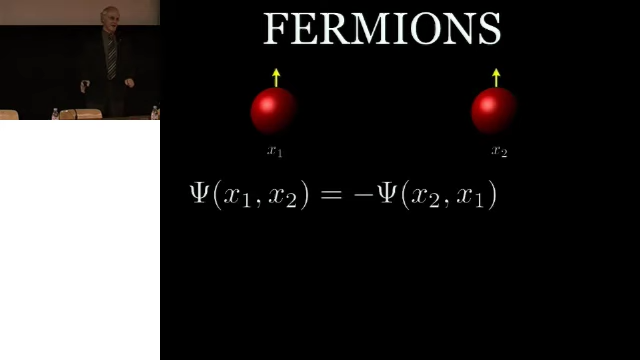 FERMIONS
x₁ x₂
Ψ(x₁, x₂) = −Ψ(x₂, x₁)